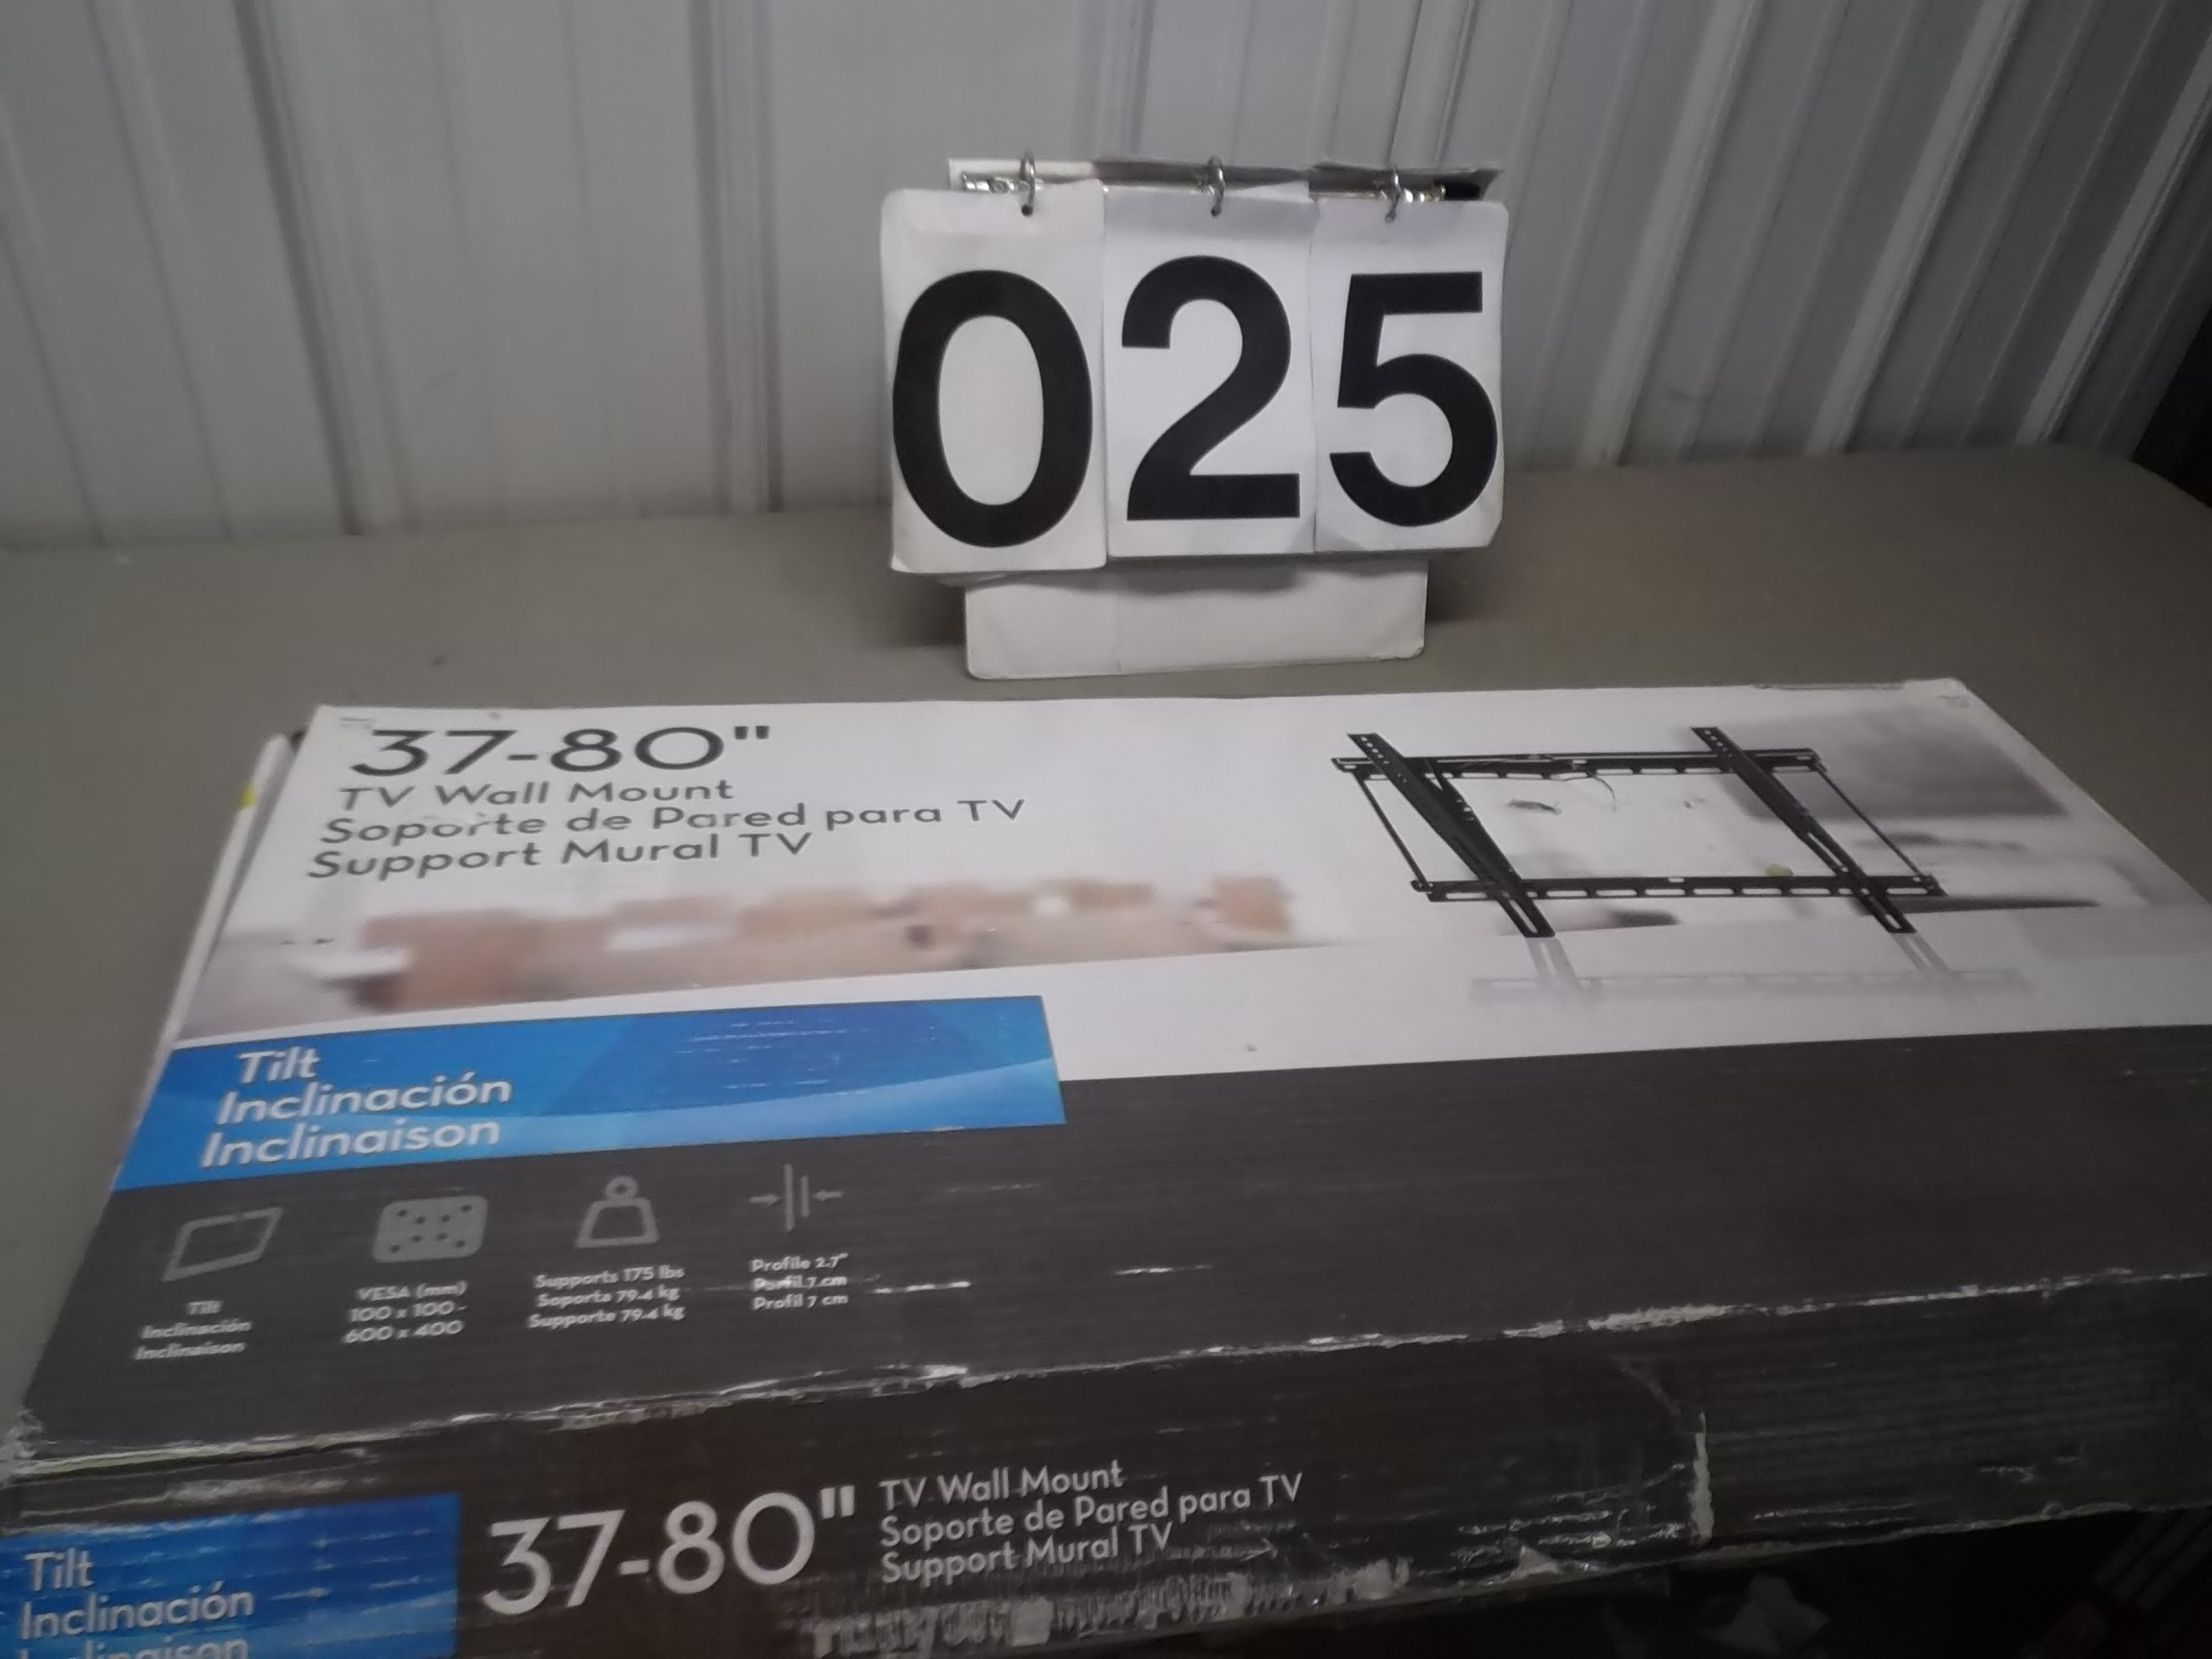 025
37-80"
TV Wall Mount
Soporte de Pared para TV
Support Mural TV
Tilt
Inclinación
Inclinaison
Tilt
Inclinación
Inclinaison
VESA (mm)
100 x 100 -
600 x 400
Supports 175 lbs
Soporta 79.4 kg
Supporte 79.4 kg
Profile 2.7"
Perfil 7 cm
Profil 7 cm
Tilt
Inclinación
Inclinaison
37-80"
TV Wall Mount
Soporte de Pared para TV
Support Mural TV